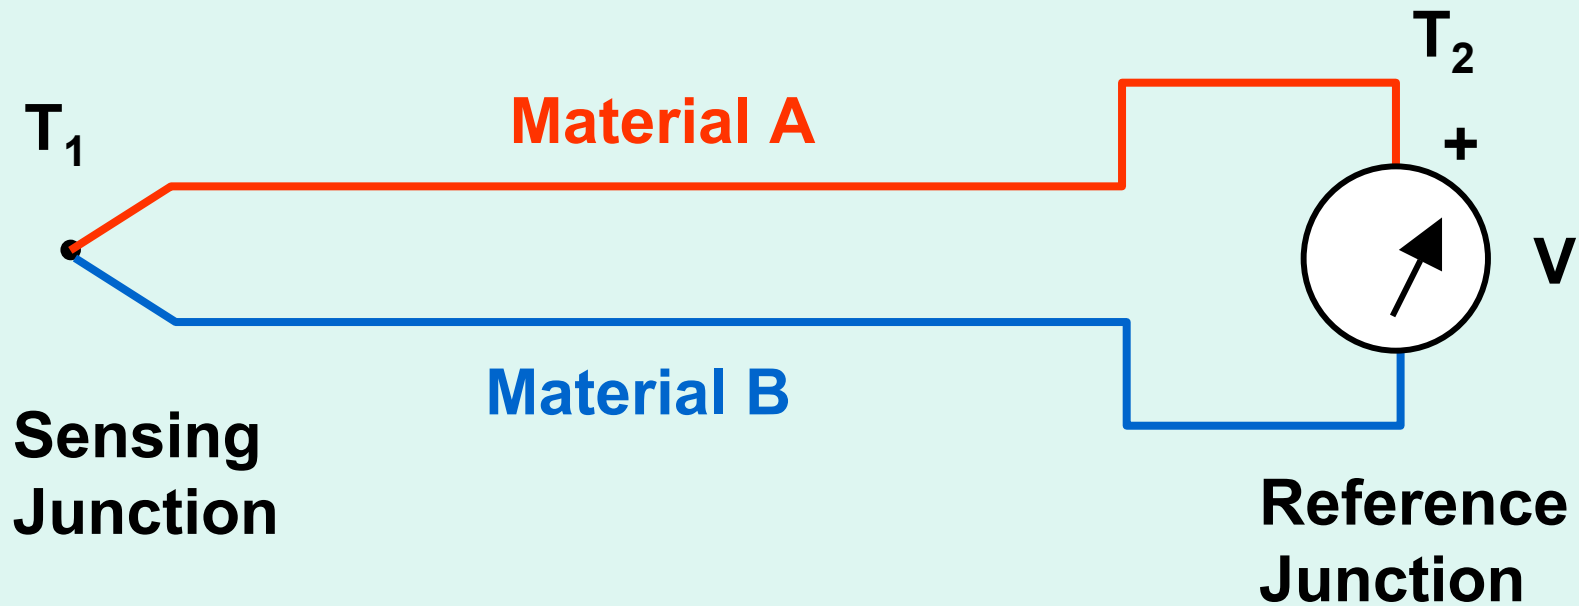 T₂
T₁
Material A
+
V
Material B
Sensing
Junction
Reference
Junction